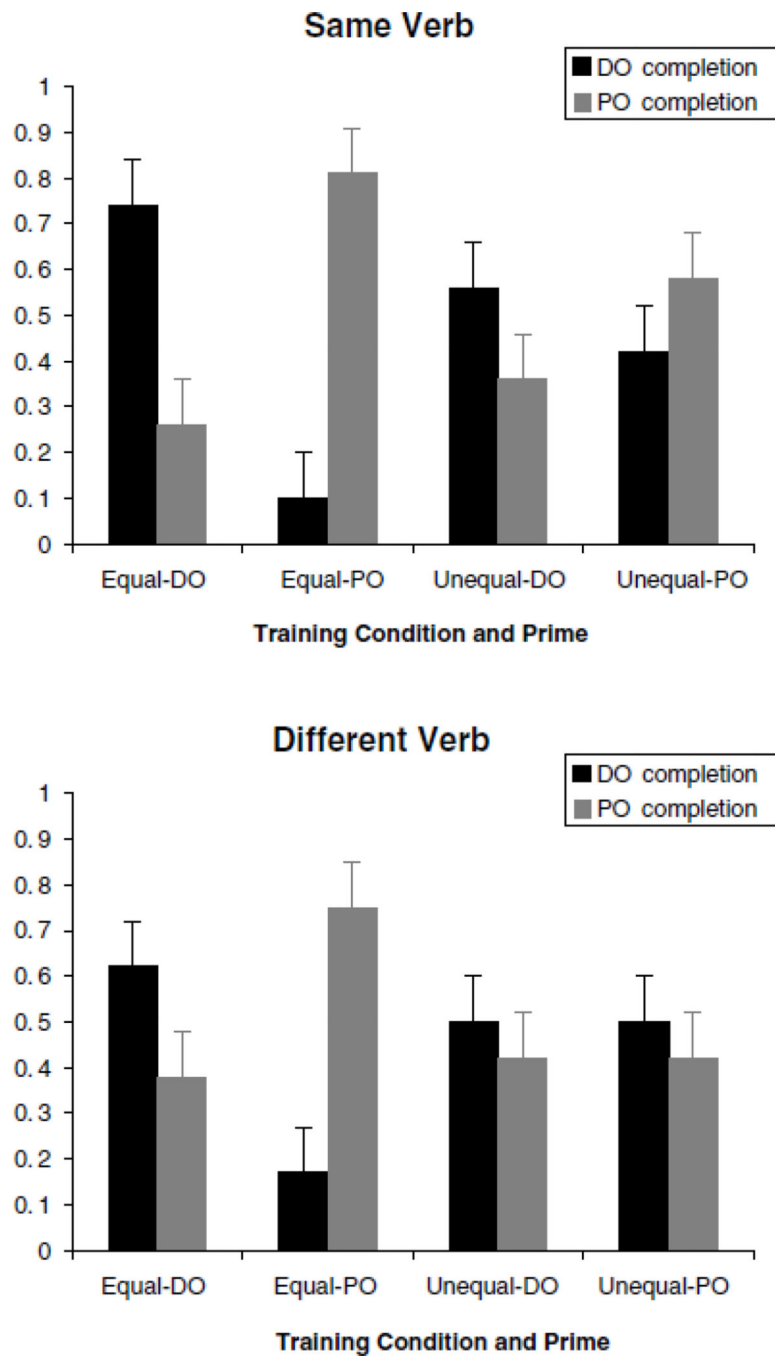 Same Verb
DO completion
PO completion
1
0.9
0.8
0.7
0.6
0.5
0.4
0.3
0.2
0.1
0
Equal-DO Equal-PO Unequal-DO Unequal-PO
Training Condition and Prime
Different Verb
DO completion
PO completion
1
0.9
0.8
0.7
0.6
0.5
0.4
0.3
0.2
0.1
0
Equal-DO Equal-PO Unequal-DO Unequal-PO
Training Condition and Prime